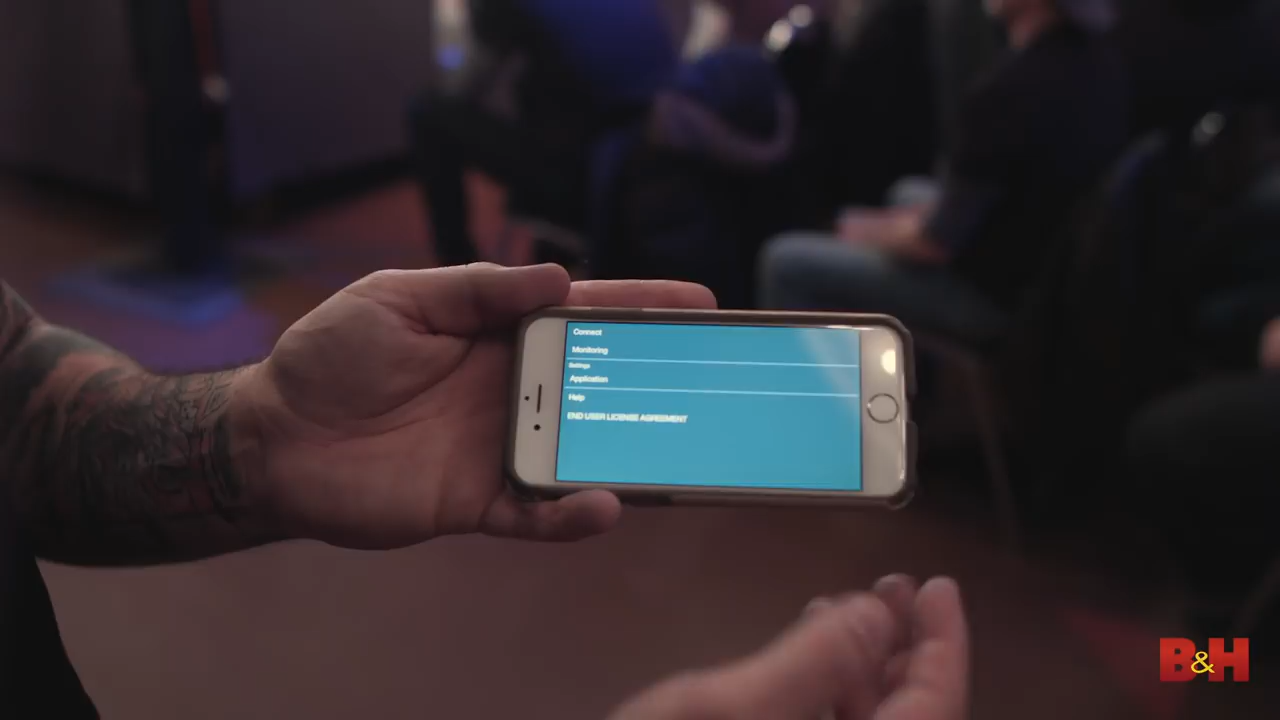 Connect
Monitoring
Settings
Application
Help
END USER LICENSE AGREEMENT
B&H